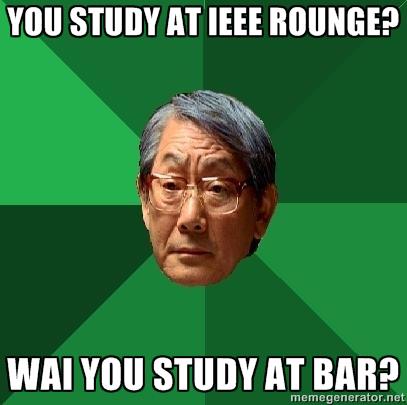 YOU STUDY AT IEEE ROUNGE?
WAI YOU STUDY AT BAR?
memegenerator.net